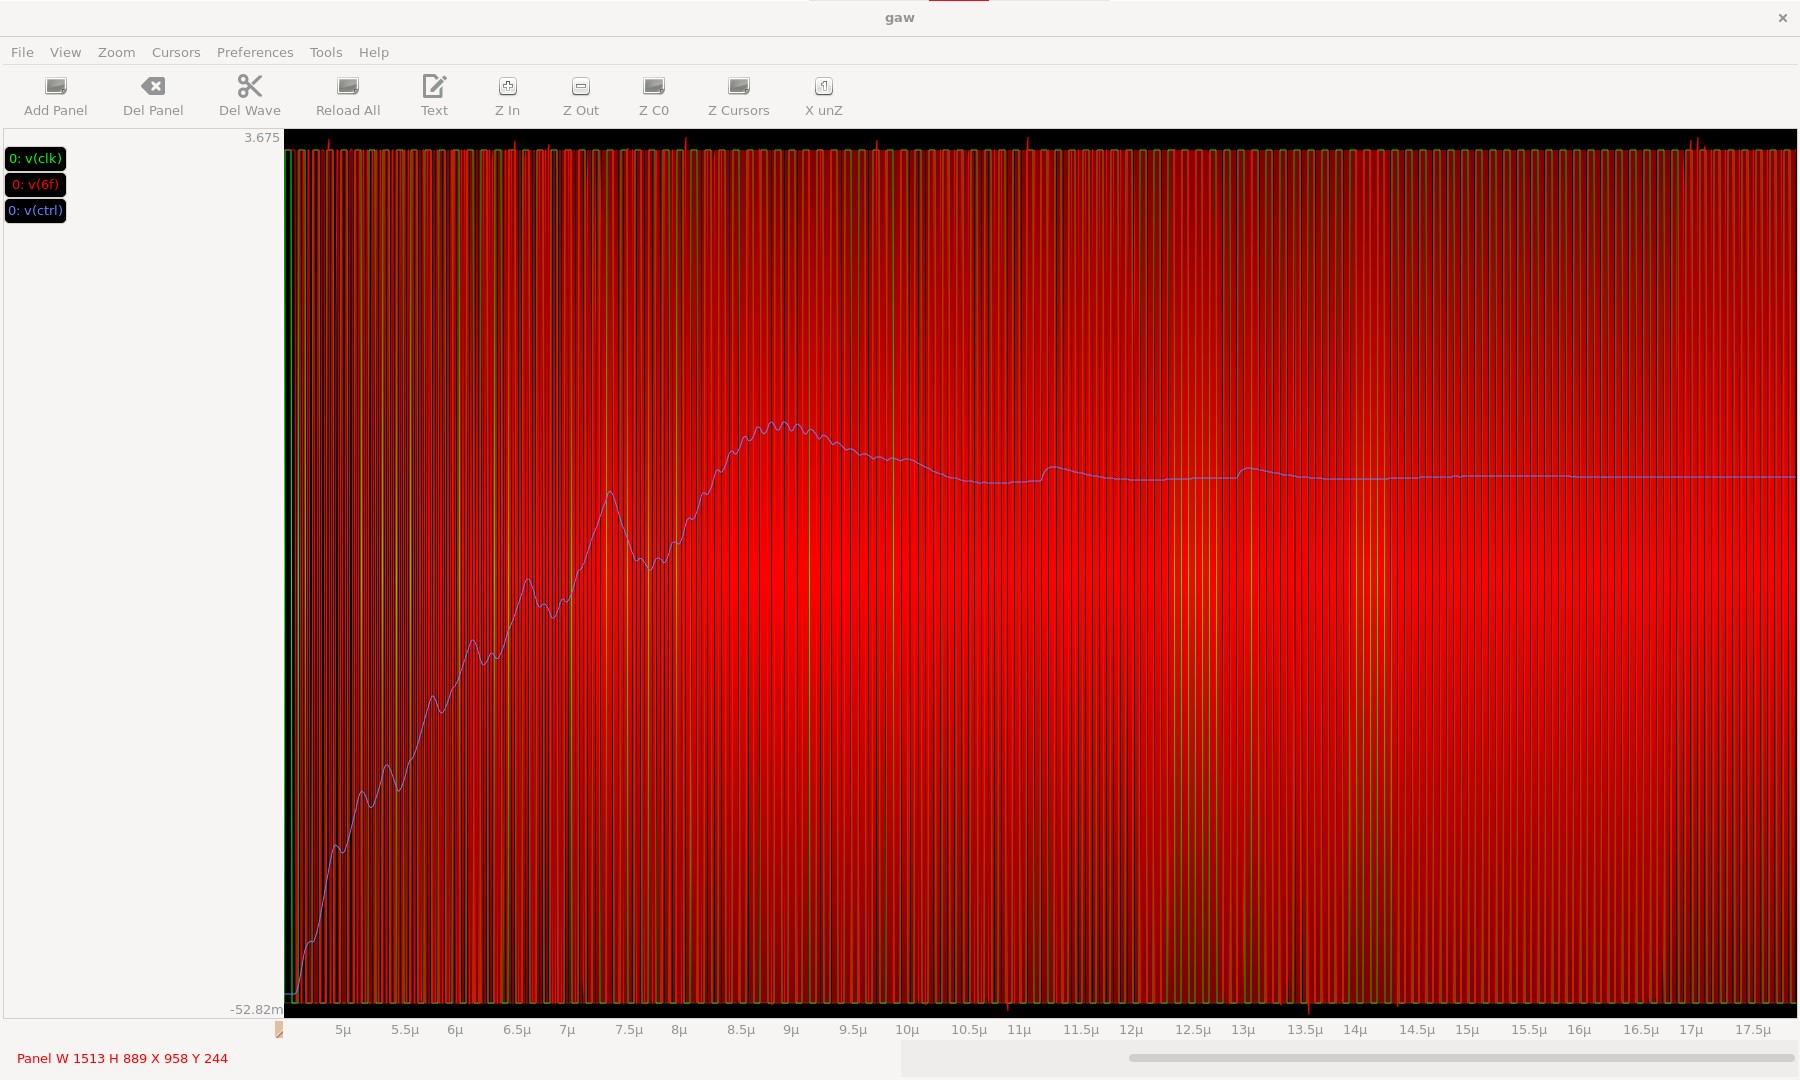 gaw
File View Zoom Cursors Preferences Tools Help
Add Panel Del Panel Del Wave Reload All Text Z In Z Out Z C0 Z Cursors X unZ
3.675
0: v(clk)
0: v(6f)
0: v(ctrl)
-52.82m
5µ 5.5µ 6µ 6.5µ 7µ 7.5µ 8µ 8.5µ 9µ 9.5µ 10µ 10.5µ 11µ 11.5µ 12µ 12.5µ 13µ 13.5µ 14µ 14.5µ 15µ 15.5µ 16µ 16.5µ 17µ 17.5µ
Panel W 1513 H 889 X 958 Y 244